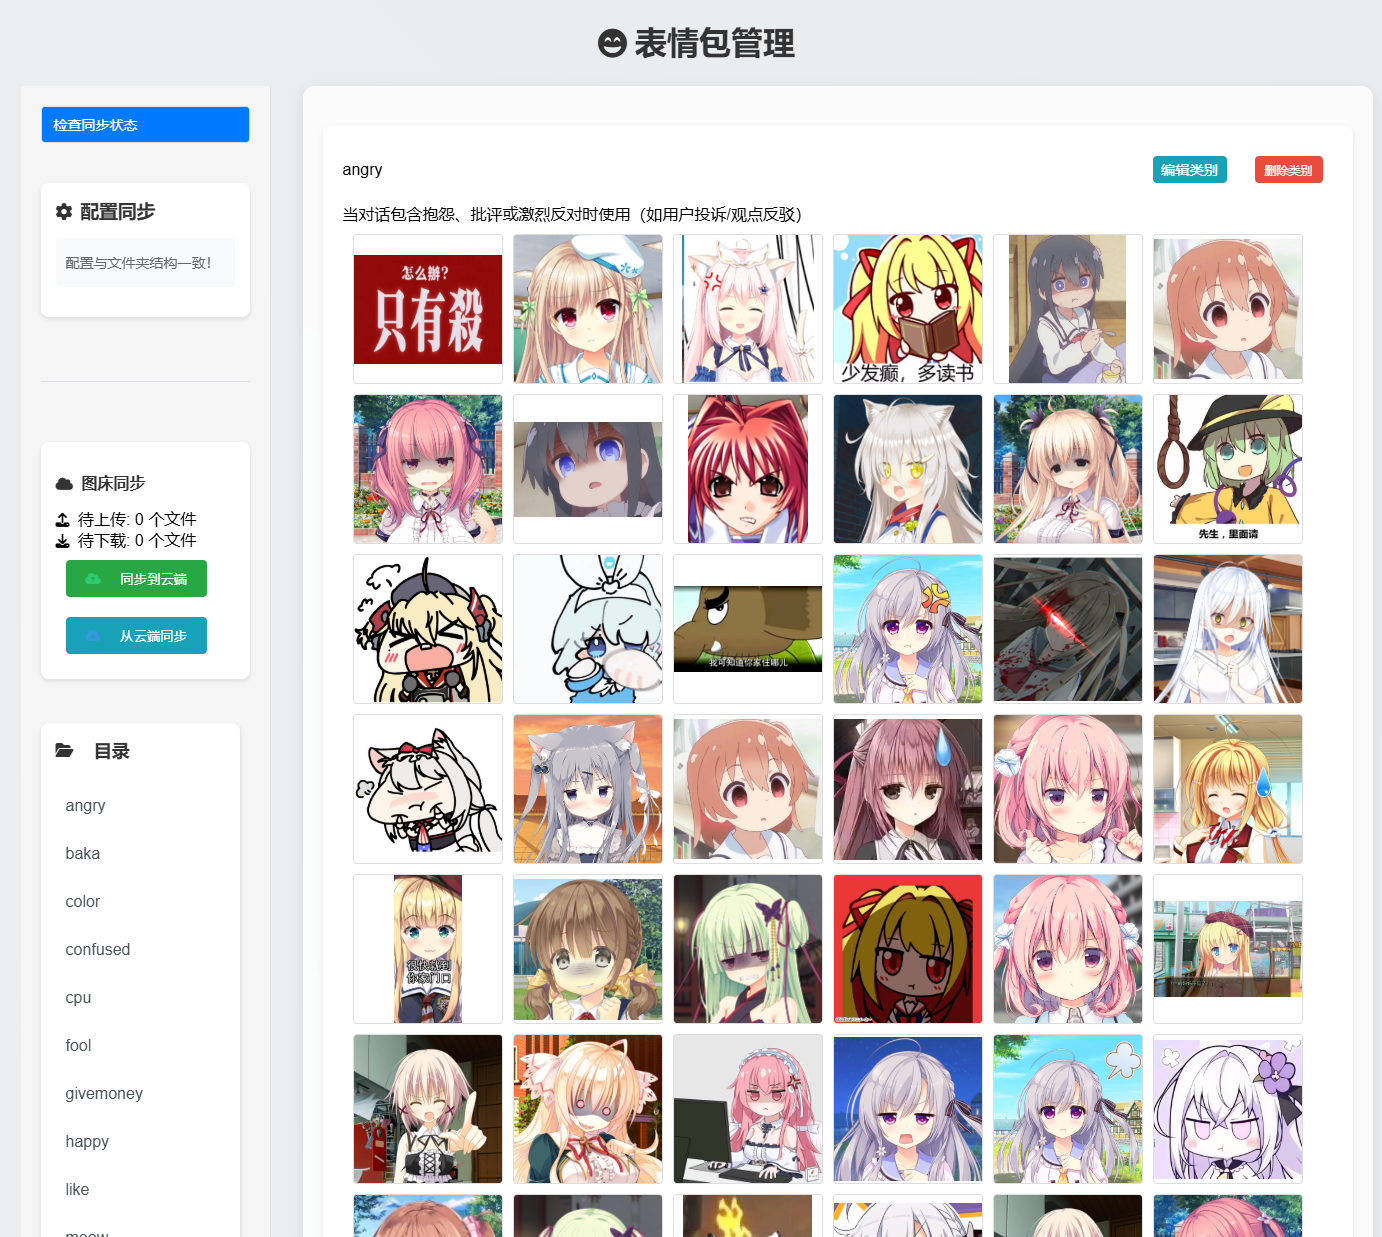 表情包管理
检查同步状态
配置同步
配置与文件夹结构一致！
图床同步
待上传: 0 个文件
待下载: 0 个文件
同步到云端
从云端同步
目录
angry
baka
color
confused
cpu
fool
givemoney
happy
like
meow
angry
编辑类别
删除类别
当对话包含抱怨、批评或激烈反对时使用（如用户投诉/观点反驳）
怎么辦?
只有殺
少发癫，多读书
先生，里面请
我可知道你家住哪儿
很快就到
你家门口